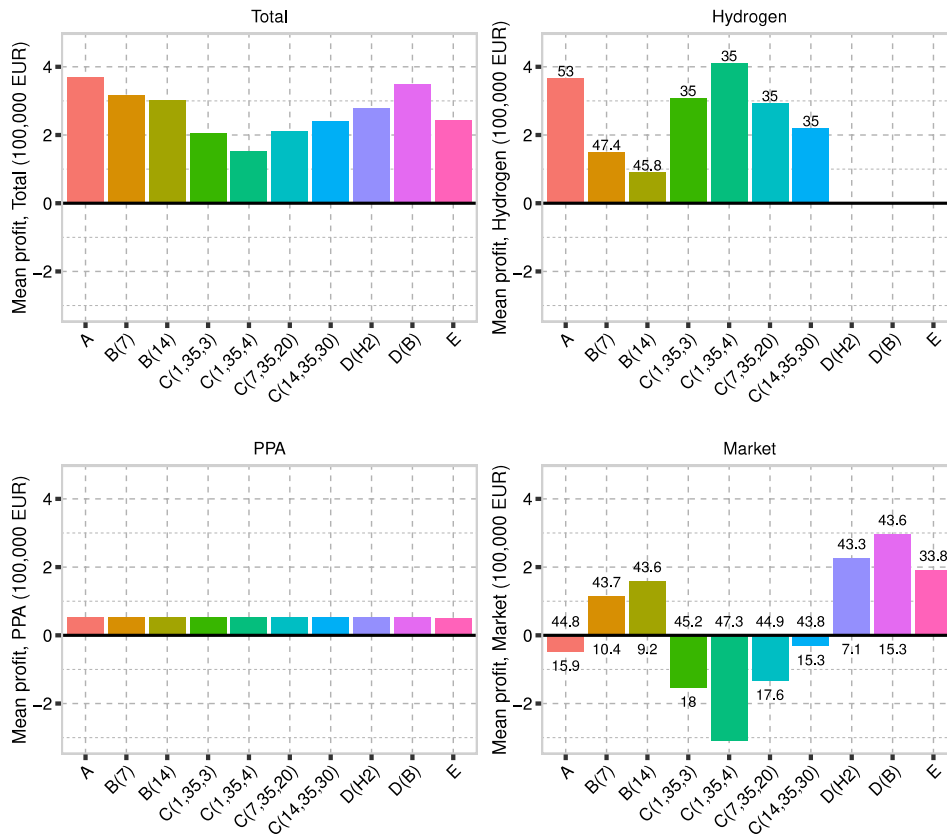 Total
Mean profit, Total (100,000 EUR)
4
2
0
−2
A
B(7)
B(14)
C(1,35,3)
C(1,35,4)
C(7,35,20)
C(14,35,30)
D(H2)
D(B)
E
Hydrogen
Mean profit, Hydrogen (100,000 EUR)
4
2
0
−2
53
47.4
45.8
35
35
35
35
A
B(7)
B(14)
C(1,35,3)
C(1,35,4)
C(7,35,20)
C(14,35,30)
D(H2)
D(B)
E
PPA
Mean profit, PPA (100,000 EUR)
4
2
0
−2
A
B(7)
B(14)
C(1,35,3)
C(1,35,4)
C(7,35,20)
C(14,35,30)
D(H2)
D(B)
E
Market
Mean profit, Market (100,000 EUR)
4
2
0
−2
44.8
43.7
43.6
45.2
47.3
44.9
43.8
43.3
43.6
33.8
15.9
10.4
9.2
18
17.6
15.3
7.1
15.3
A
B(7)
B(14)
C(1,35,3)
C(1,35,4)
C(7,35,20)
C(14,35,30)
D(H2)
D(B)
E